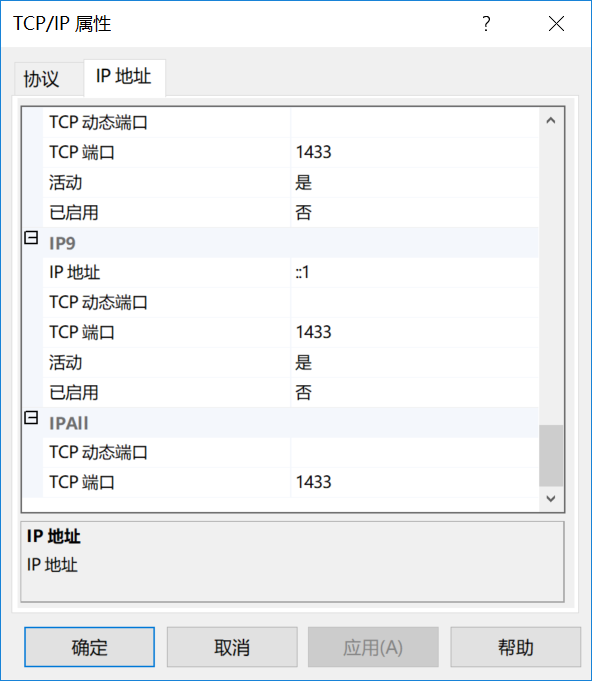 TCP/IP 属性
?
协议
IP 地址
TCP 动态端口
TCP 端口 1433
活动 是
已启用 否
IP9
IP 地址 ::1
TCP 动态端口
TCP 端口 1433
活动 是
已启用 否
IPAll
TCP 动态端口
TCP 端口 1433
IP 地址
IP 地址
确定 取消 应用(A) 帮助